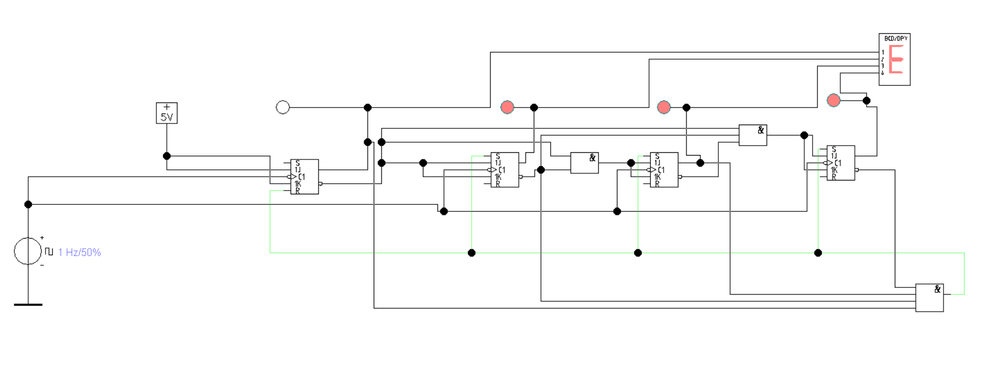 BCD/DPY
1
2
3
4
E
+
5V
&
S
1J
C1
1K
R
&
S
1J
C1
1K
R
S
1J
C1
1K
R
S
1J
C1
1K
R
+
1 Hz/50%
−
&